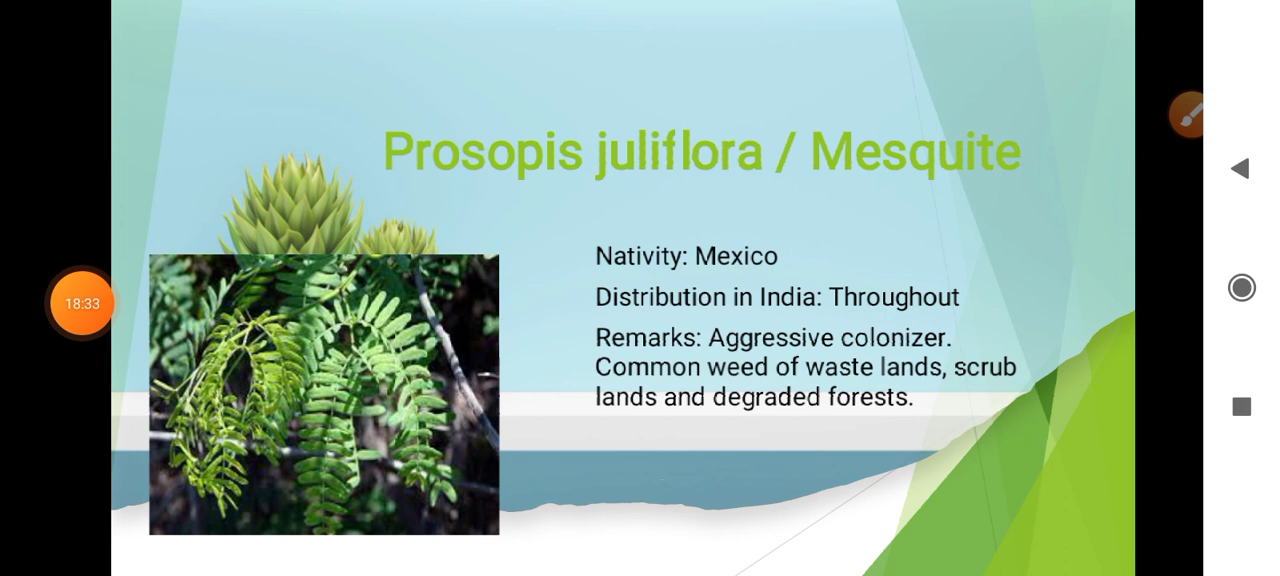 Prosopis juliflora / Mesquite
Nativity: Mexico
Distribution in India: Throughout
Remarks: Aggressive colonizer.
Common weed of waste lands, scrub
lands and degraded forests.
18:33